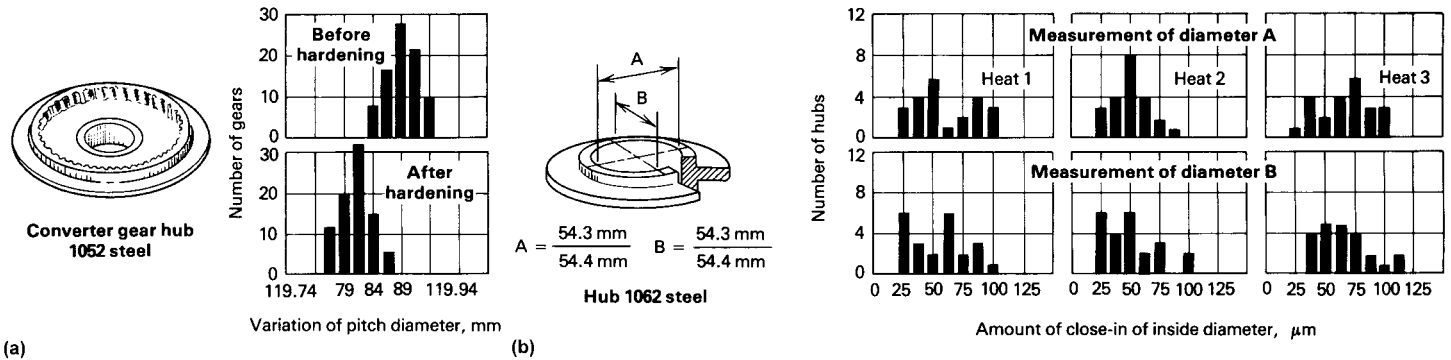 30
20
10
0
Before
hardening
30
20
10
0
After
hardening
Number of gears
119.74 79 84 89 119.94
Variation of pitch diameter, mm
Converter gear hub
1052 steel
(a)
A
B
A = 54.3 mm / 54.4 mm B = 54.3 mm / 54.4 mm
Hub 1062 steel
(b)
Number of hubs
12
8
4
0
Measurement of diameter A
Heat 1 Heat 2 Heat 3
12
8
4
0
Measurement of diameter B
0 25 50 75 100 125 0 25 50 75 100 125 0 25 50 75 100 125
Amount of close-in of inside diameter, μm